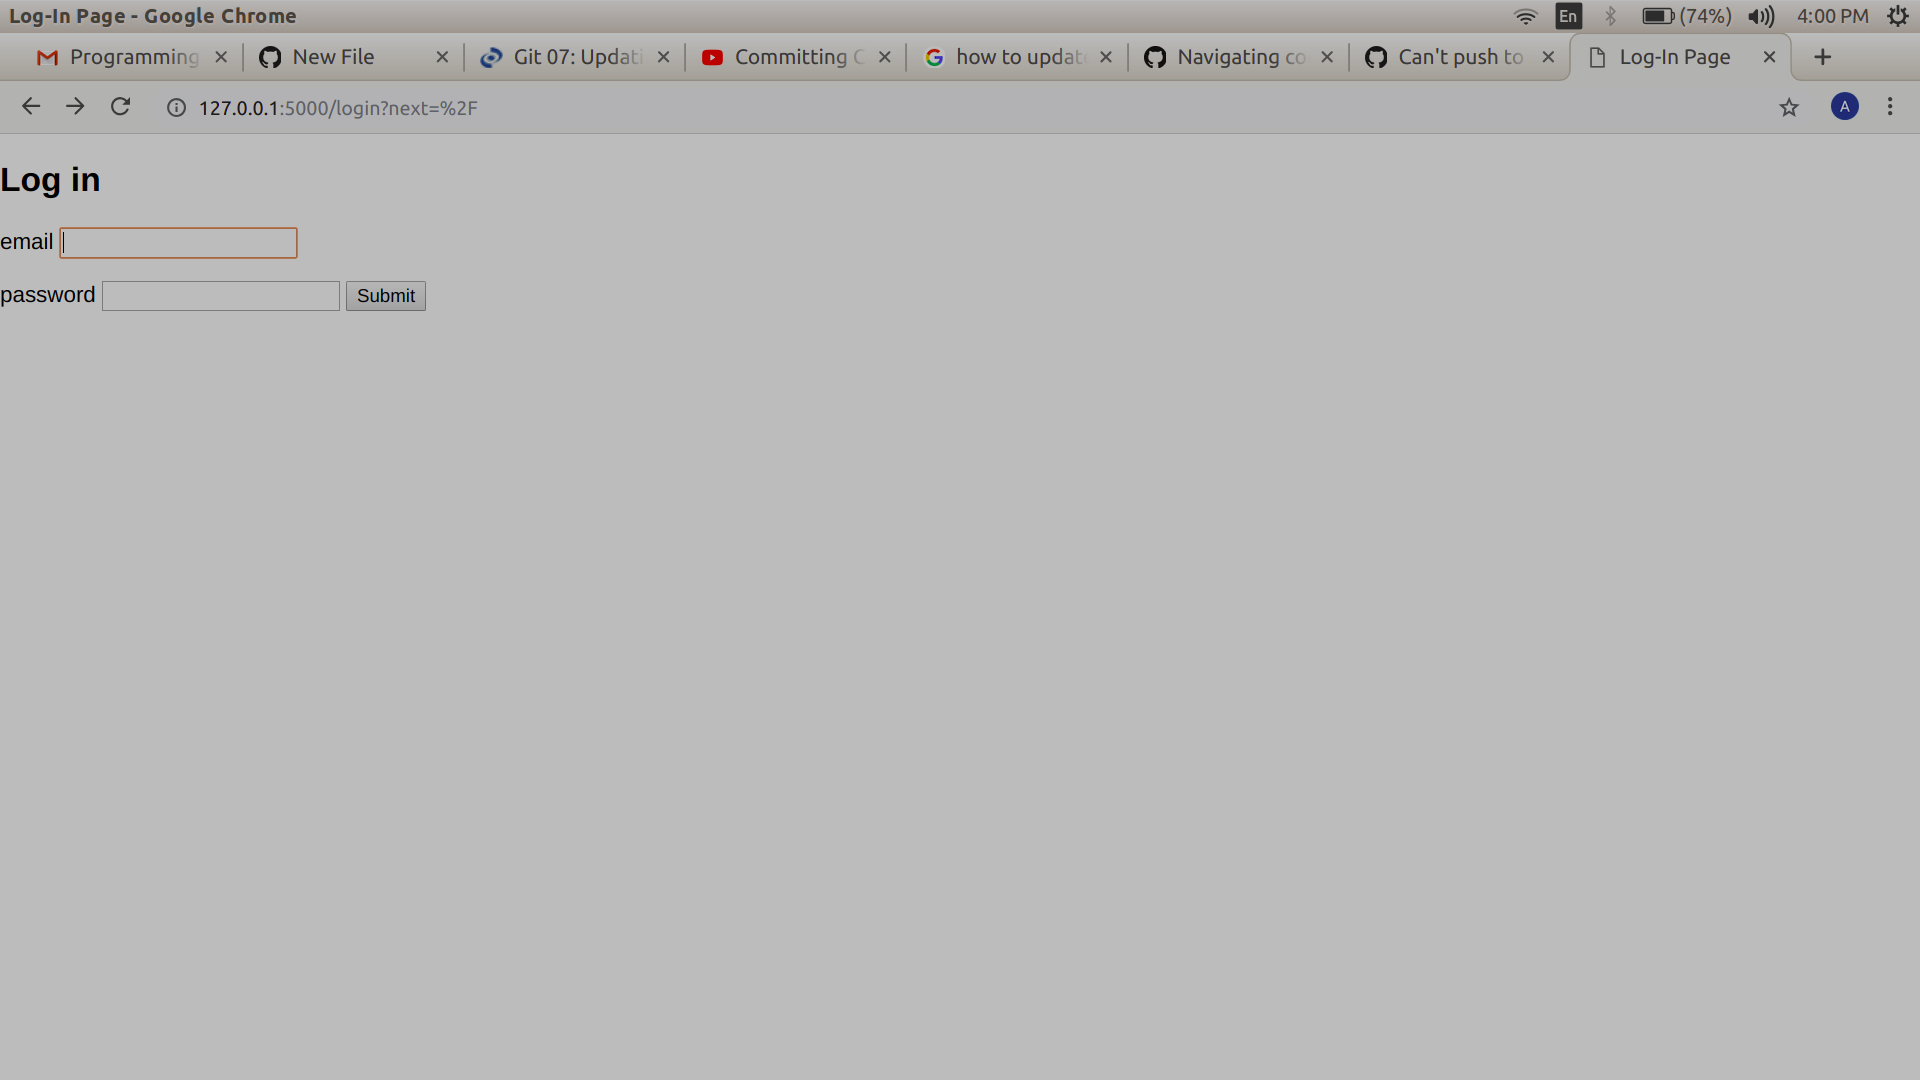 Log-In Page - Google Chrome
En
(74%)
4:00 PM
Programming
New File
Git 07: Updati
Committing
how to updat
Navigating co
Can't push to
Log-In Page
127.0.0.1:5000/login?next=%2F
A
Log in
email
password
Submit